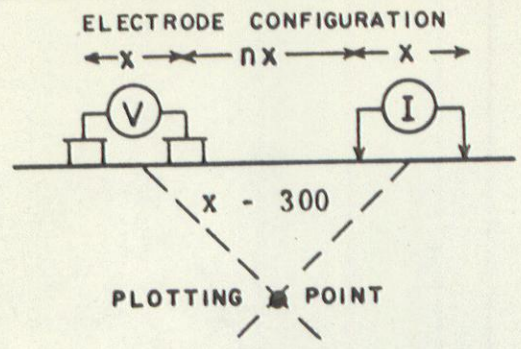 ELECTRODE CONFIGURATION
x nx x
V I
x - 300
PLOTTING POINT